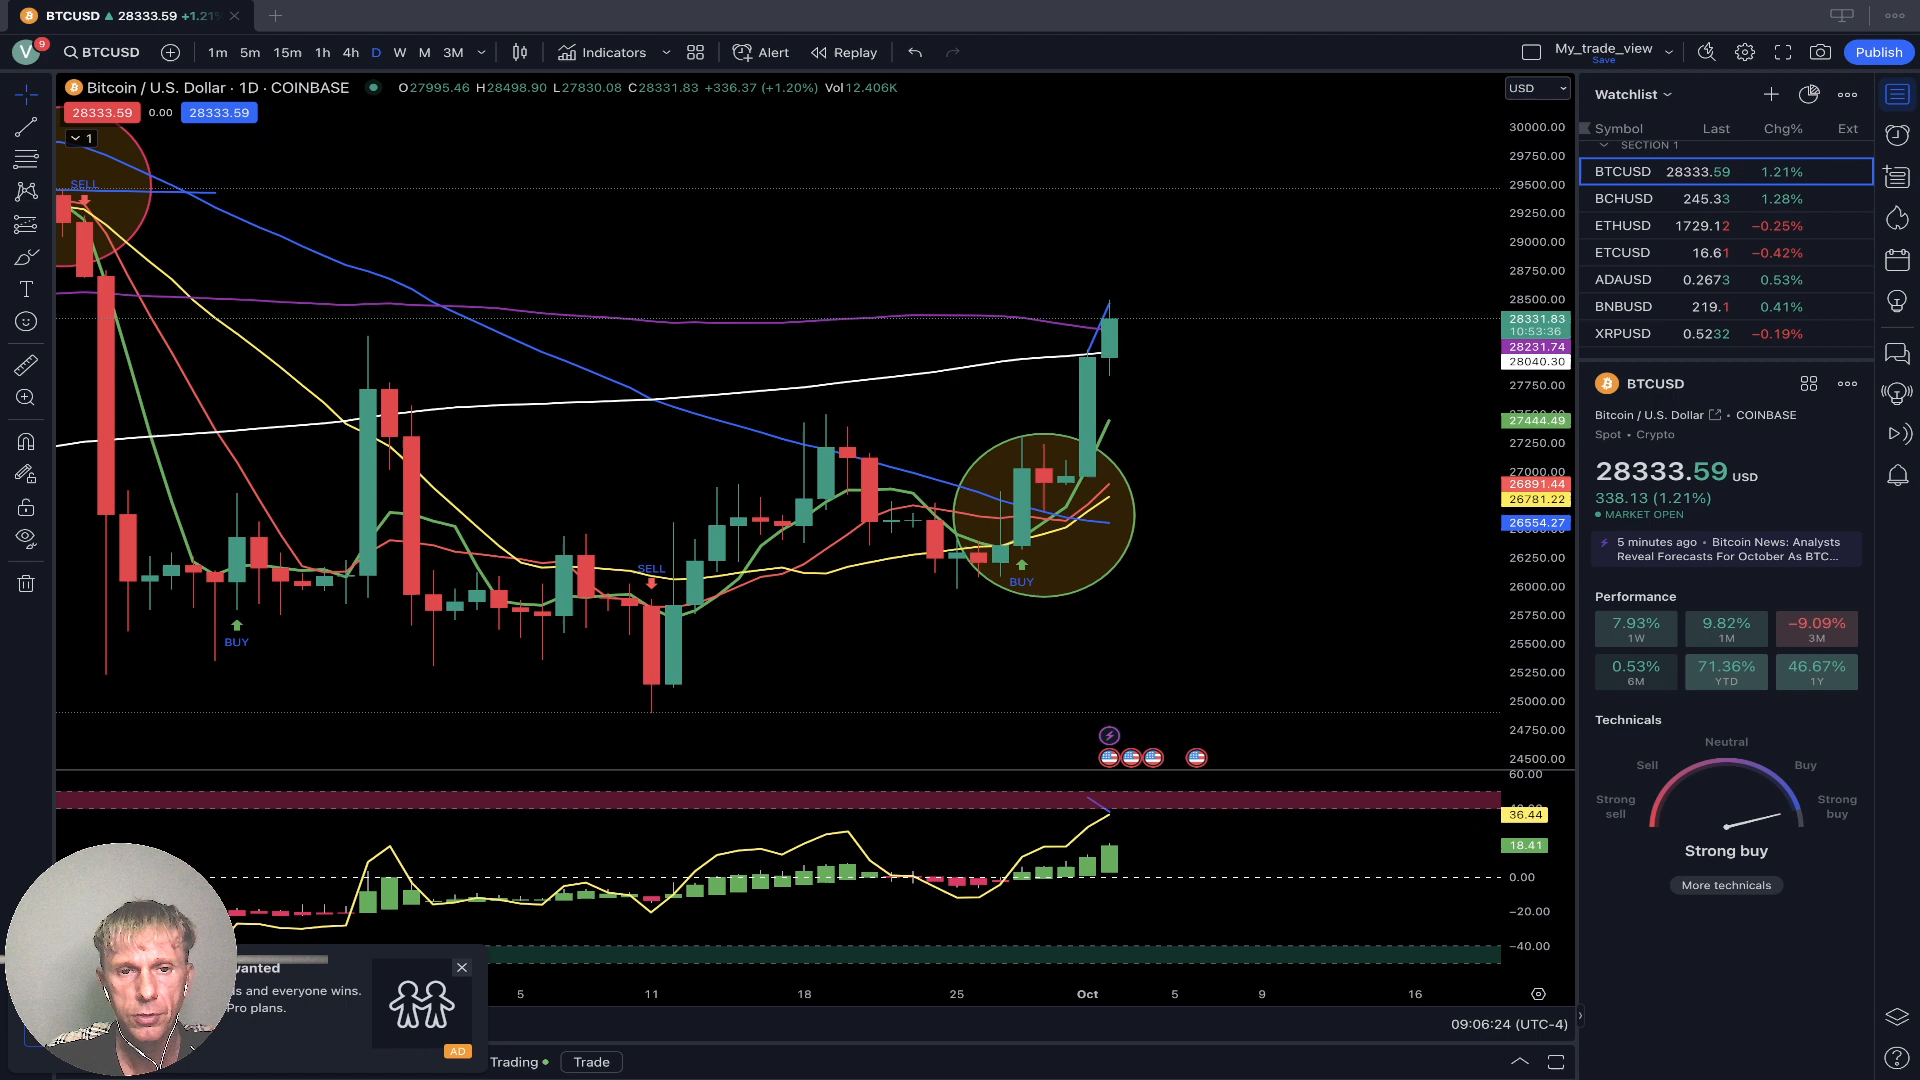 BTCUSD ▲ 28333.59 +1.21
V 9 BTCUSD 1m 5m 15m 1h 4h D W M 3M Indicators Alert Replay My_trade_view Save Publish
Bitcoin / U.S. Dollar · 1D · COINBASE O27995.46 H28498.90 L27830.08 C28331.83 +336.37 (+1.20%) Vol12.406K
28333.59 0.00 28333.59
1
SELL
BUY
SELL
BUY
USD
30000.00
29750.00
29500.00
29250.00
29000.00
28750.00
28500.00
28331.83
10:53:36
28231.74
28040.30
27750.00
27444.49
27250.00
27000.00
26891.44
26781.22
26554.27
26250.00
26000.00
25750.00
25500.00
25250.00
25000.00
24750.00
24500.00
60.00
36.44
18.41
0.00
−20.00
−40.00
5 11 18 25 Oct 5 9 16
09:06:24 (UTC-4)
wanted
ls and everyone wins.
Pro plans.
AD
Trading
Trade
Watchlist
Symbol Last Chg% Ext
SECTION 1
BTCUSD 28333.59 1.21%
BCHUSD 245.33 1.28%
ETHUSD 1729.12 −0.25%
ETCUSD 16.61 −0.42%
ADAUSD 0.2673 0.53%
BNBUSD 219.1 0.41%
XRPUSD 0.5232 −0.19%
BTCUSD
Bitcoin / U.S. Dollar • COINBASE
Spot • Crypto
28333.59 USD
338.13 (1.21%)
MARKET OPEN
5 minutes ago • Bitcoin News: Analysts
Reveal Forecasts For October As BTC...
Performance
7.93% 9.82% −9.09%
1W 1M 3M
0.53% 71.36% 46.67%
6M YTD 1Y
Technicals
Neutral
Sell Buy
Strong sell Strong buy
Strong buy
More technicals